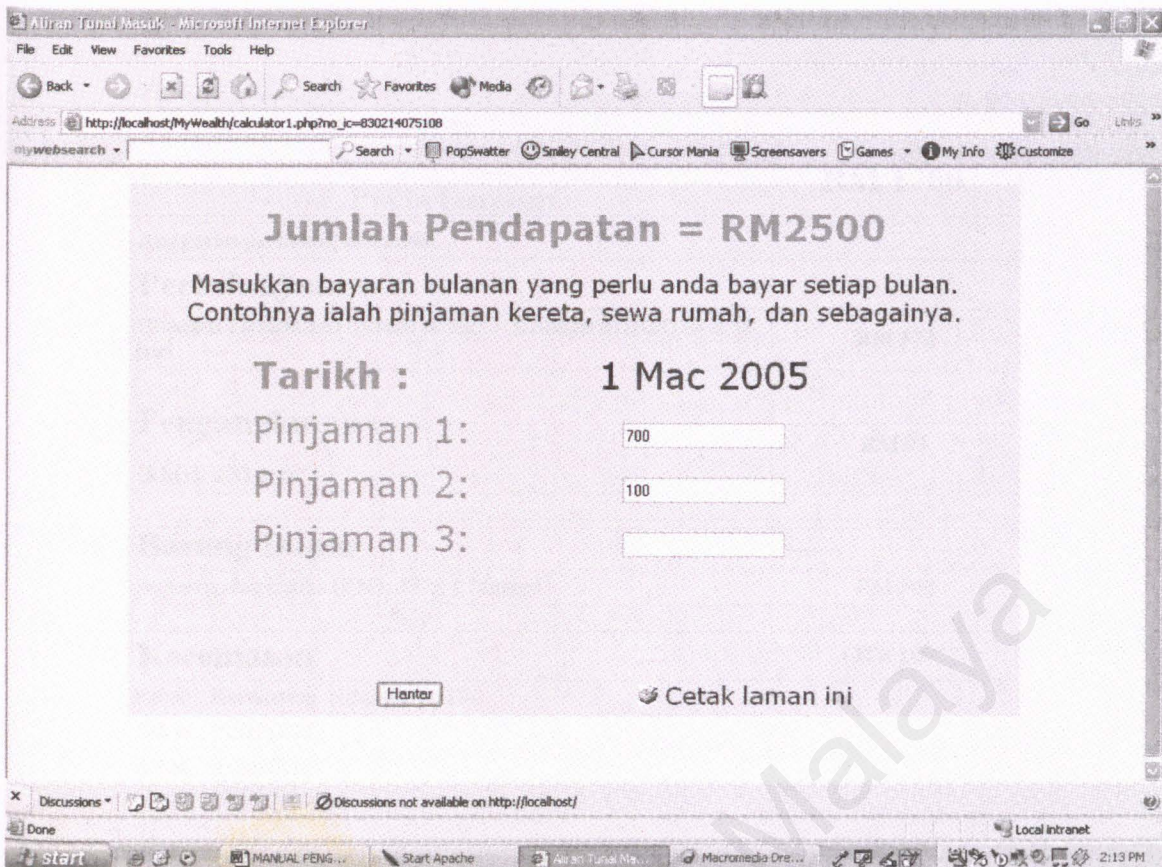 Aliran Tunai Masuk - Microsoft Internet Explorer
File Edit View Favorites Tools Help
Back Search Favorites Media
Address http://localhost/MyWealth/calculator1.php?no_ic=830214075108 Go Links »
mywebsearch Search PopSwatter Smiley Central Cursor Mania Screensavers Games My Info Customize »
Jumlah Pendapatan = RM2500
Masukkan bayaran bulanan yang perlu anda bayar setiap bulan.
Contohnya ialah pinjaman kereta, sewa rumah, dan sebagainya.
Tarikh : 1 Mac 2005
Pinjaman 1: 700
Pinjaman 2: 100
Pinjaman 3:
Hantar Cetak laman ini
Malaya
x Discussions Discussions not available on http://localhost/
Done Local intranet
start MANUAL PENG... Start Apache Aliran Tunai Ma... Macromedia Dre... 2:13 PM